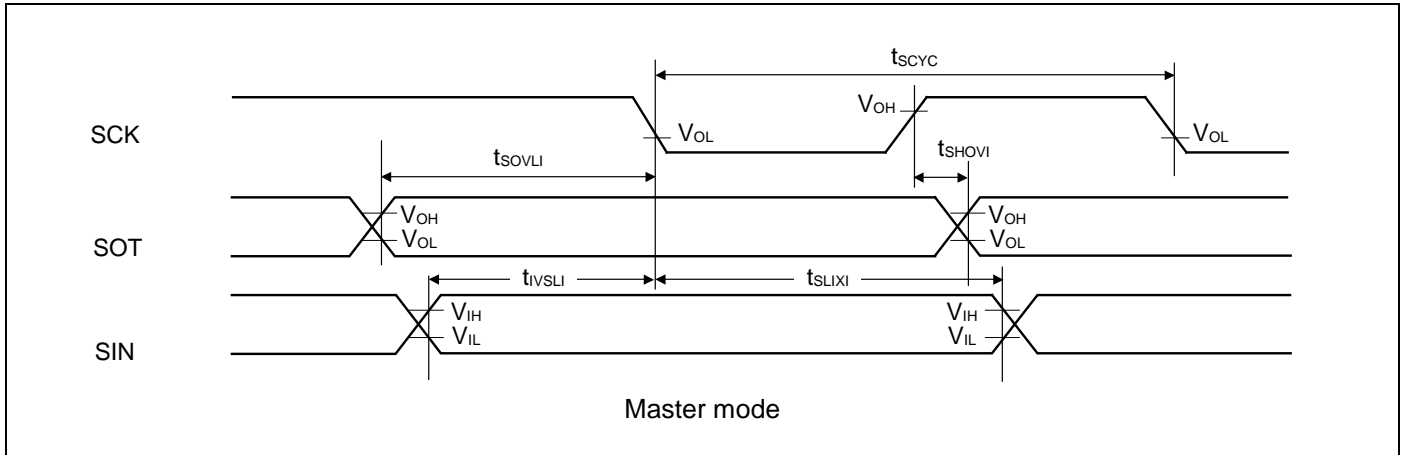 tSCYC
SCK
VOH
VOL
VOL
tSOVLI
tSHOVI
SOT
VOH
VOL
VOH
VOL
tIVSLI
tSLIXI
SIN
VIH
VIL
VIH
VIL
Master mode